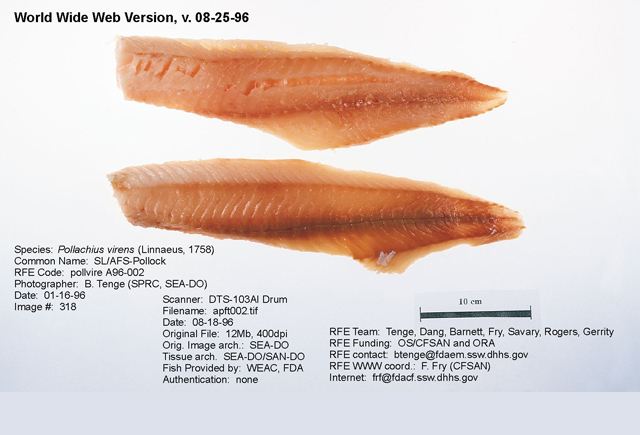 World Wide Web Version, v. 08-25-96
Species: Pollachius virens (Linnaeus, 1758)
Common Name: SL/AFS-Pollock
RFE Code: pollvire A96-002
Photographer: B. Tenge (SPRC, SEA-DO)
Date: 01-16-96
Image #: 318
Scanner: DTS-103AI Drum
Filename: apft002.tif
Date: 08-18-96
Original File: 12Mb, 400dpi
Orig. Image arch.: SEA-DO
Tissue arch. SEA-DO/SAN-DO
Fish Provided by: WEAC, FDA
Authentication: none
10 cm
RFE Team: Tenge, Dang, Barnett, Fry, Savary, Rogers, Gerrity
RFE Funding: OS/CFSAN and ORA
RFE contact: btenge@fdaem.ssw.dhhs.gov
RFE WWW coord.: F. Fry (CFSAN)
Internet: frf@fdacf.ssw.dhhs.gov